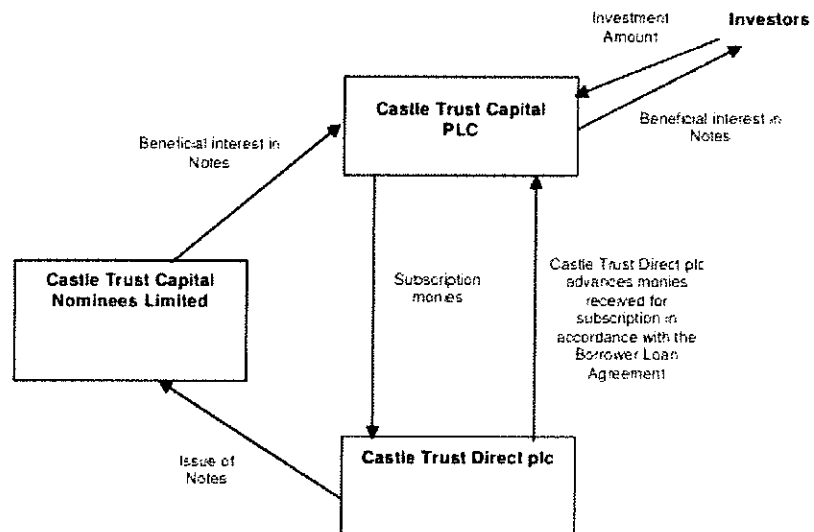 Investment
Amount
Investors
Castle Trust Capital
PLC
Beneficial interest in
Notes
Beneficial interest in
Notes
Castle Trust Capital
Nominees Limited
Subscription
monies
Castle Trust Direct plc
advances monies
received for
subscription in
accordance with the
Borrower Loan
Agreement
Issue of
Notes
Castle Trust Direct plc